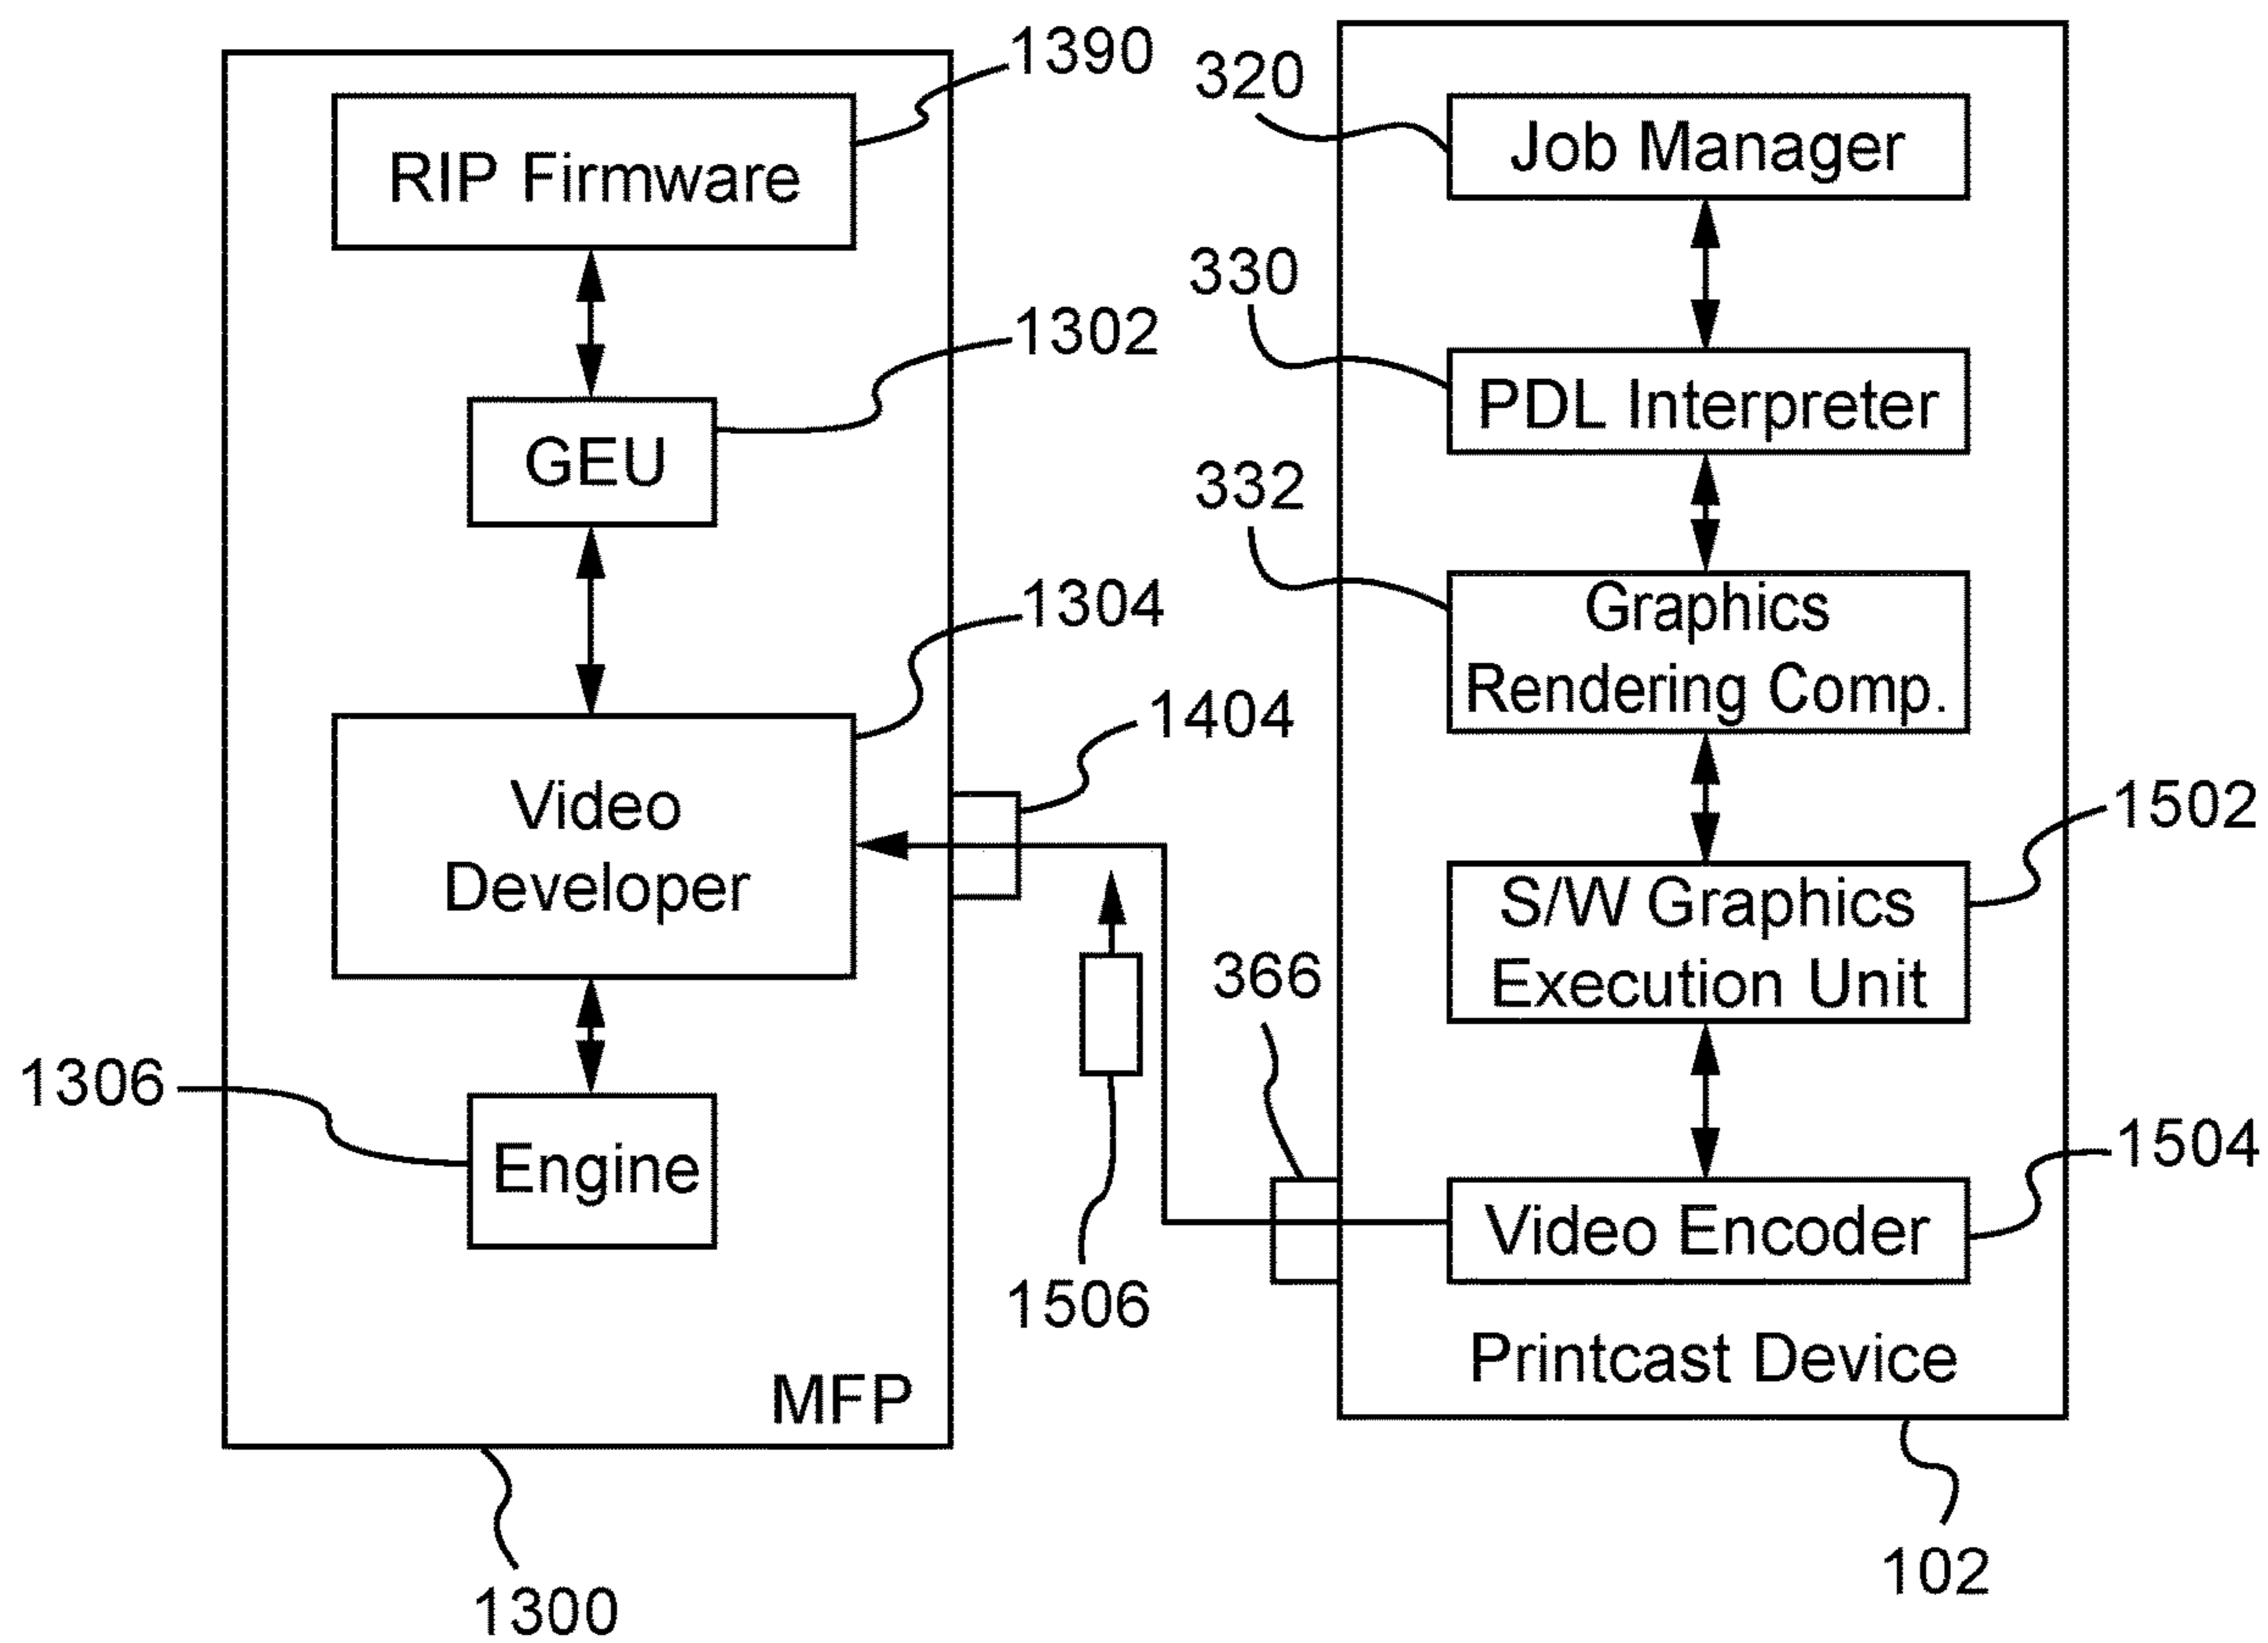 1390
RIP Firmware
1302
GEU
1304
Video
Developer
1404
1306
Engine
1506
MFP
1300
320
Job Manager
330
PDL Interpreter
332
Graphics
Rendering Comp.
1502
S/W Graphics
Execution Unit
366
1504
Video Encoder
Printcast Device
102